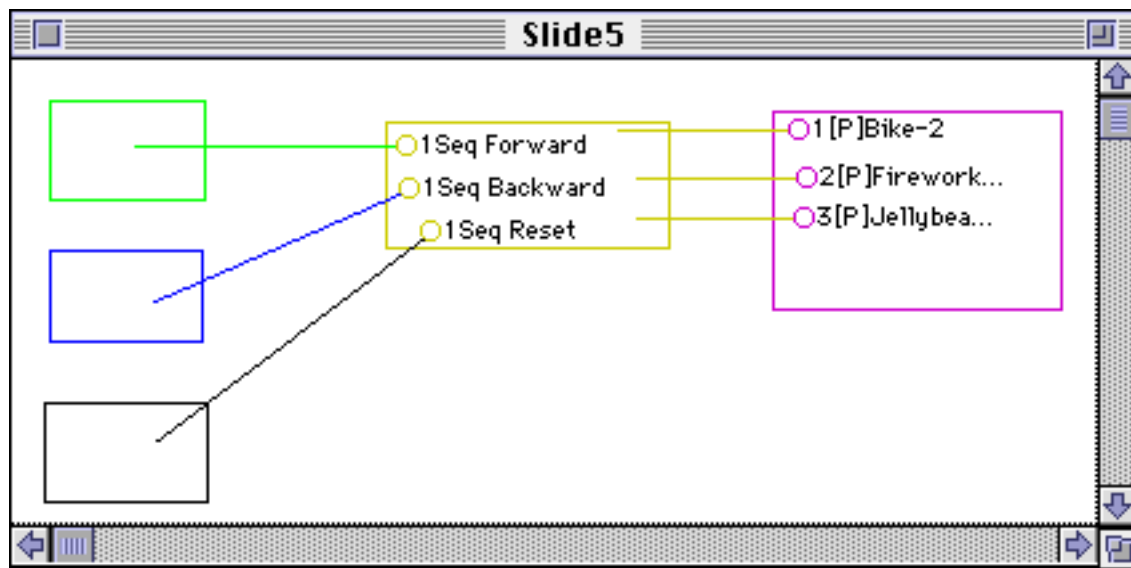 Slide5
1Seq Forward
1Seq Backward
1Seq Reset
1[P]Bike-2
2[P]Firework...
3[P]Jellybea...